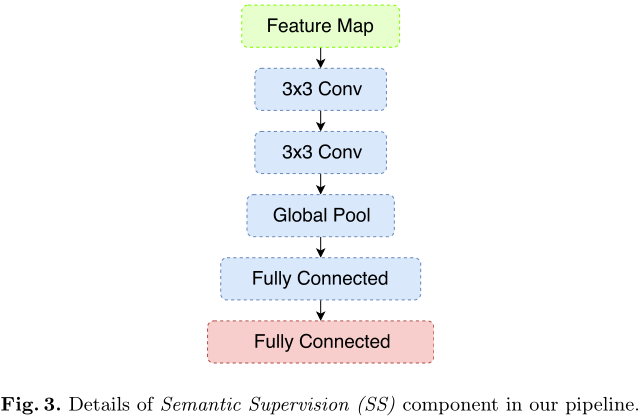 Feature Map
3x3 Conv
3x3 Conv
Global Pool
Fully Connected
Fully Connected
Fig. 3. Details of Semantic Supervision (SS) component in our pipeline.